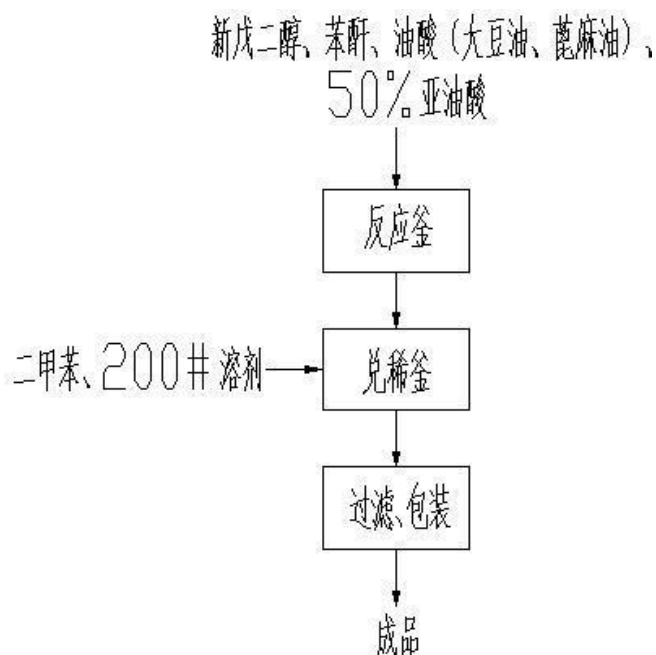 新戊二醇、苯酐、油酸（大豆油、蓖麻油）、
50%亚油酸
反应釜
二甲苯、200#溶剂
兑稀釜
过滤、包装
成品